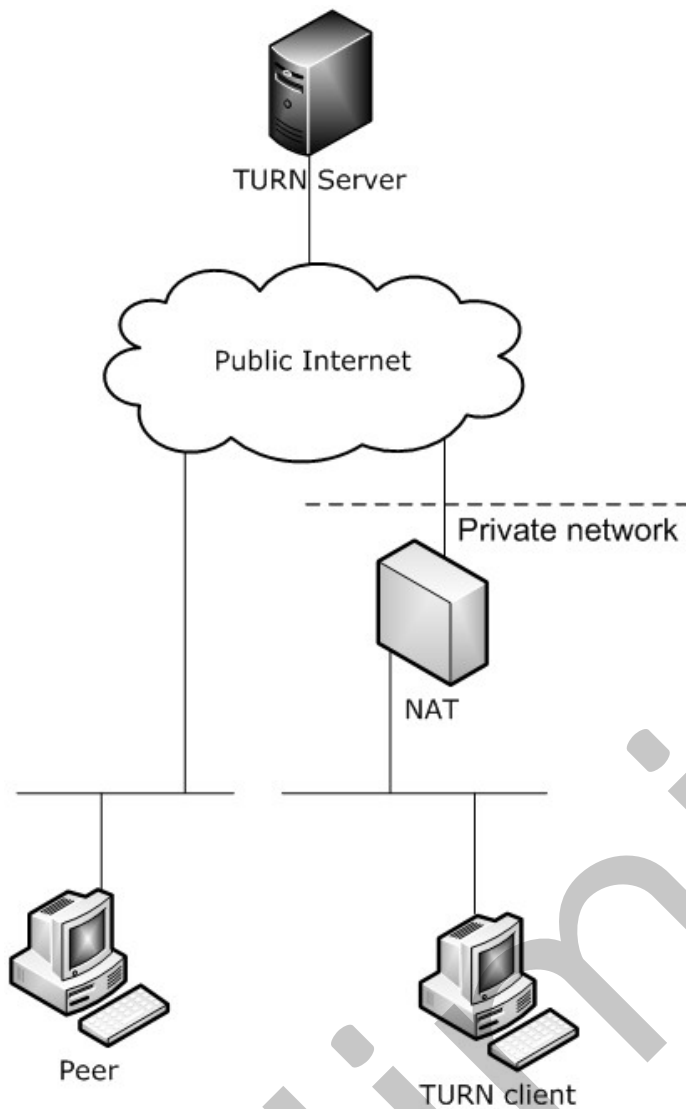 TURN Server
Public Internet
Private network
NAT
Peer
TURN client